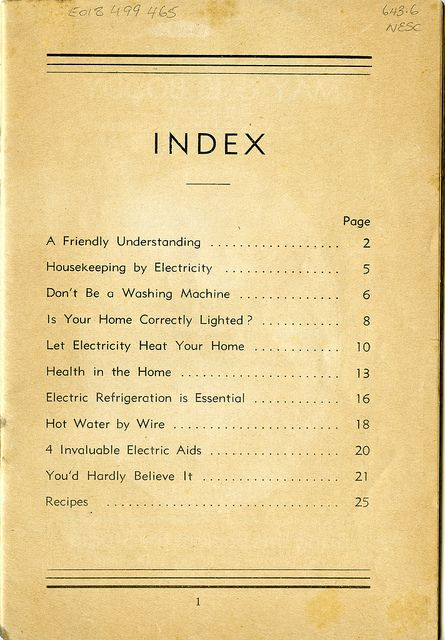 E018 499 465
643.6
NESC
INDEX
Page
A Friendly Understanding .................. 2
Housekeeping by Electricity ................ 5
Don't Be a Washing Machine .............. 6
Is Your Home Correctly Lighted? ............ 8
Let Electricity Heat Your Home ............ 10
Health in the Home ...................... 13
Electric Refrigeration is Essential ............ 16
Hot Water by Wire ........................ 18
4 Invaluable Electric Aids .................. 20
You'd Hardly Believe It .................... 21
Recipes ................................ 25
1